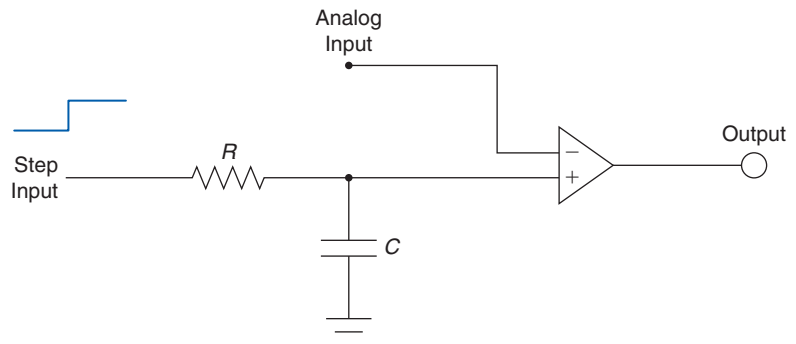 Analog
Input
Step
Input
R
C
−
+
Output